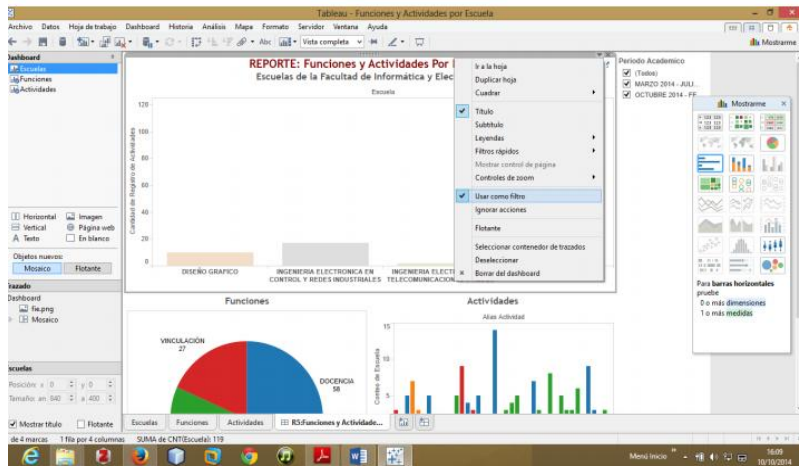 Tableau - Funciones y Actividades por Escuela
Archivo Datos Hoja de trabajo Dashboard Historia Análisis Mapa Formato Servidor Ventana Ayuda
Abc Vista completa Mostrarme
Dashboard
Escuelas
Funciones
Actividades
Horizontal Imagen
Vertical Página web
A Texto En blanco
Objetos nuevos:
Mosaico Flotante
Trazado
Dashboard
fie.png
Mosaico
Escuelas
Posición: x 0 y 0
Tamaño: an. 840 a 400
Mostrar título Flotante
REPORTE: Funciones y Actividades Por
Escuelas de la Facultad de Informática y Elec
Escuela
Cantidad de Registro de Actividades
120
100
80
60
40
20
0
DISEÑO GRAFICO
INGENIERIA ELECTRONICA EN
CONTROL Y REDES INDUSTRIALES
INGENIERIA ELECT
TELECOMUNICACION
Ir a la hoja
Duplicar hoja
Cuadrar
Título
Subtítulo
Leyendas
Filtros rápidos
Mostrar control de página
Controles de zoom
Usar como filtro
Ignorar acciones
Flotante
Seleccionar contenedor de trazados
Deseleccionar
Borrar del dashboard
Periodo Academico
(Todos)
MARZO 2014 - JULI...
OCTUBRE 2014 - FE...
Mostrarme
Para barras horizontales
pruebe
0 o más dimensiones
1 o más medidas
Funciones
VINCULACIÓN
27
DOCENCIA
58
Actividades
Alias Actividad
Conteo de Escuela
15
10
5
Escuelas Funciones Actividades R3:Funciones y Actividade...
de 4 marcas 1 fila por 4 columnas SUMA de CNT(Escuela): 119
Menú Inicio
16:09
10/10/2014